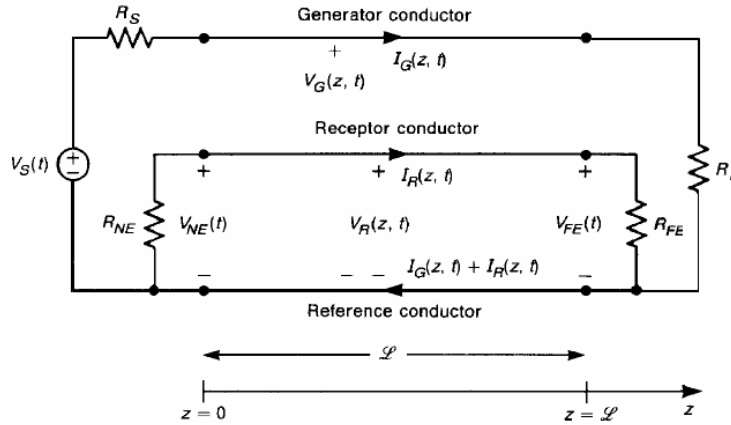 R_S
Generator conductor
+
I_G(z, t)
V_G(z, t)
Receptor conductor
V_S(t)
+
−
+
+
I_R(z, t)
+
R_NE
V_NE(t)
V_R(z, t)
V_FE(t)
R_FE
−
− −
I_G(z, t) + I_R(z, t)
−
Reference conductor
ℒ
z = 0
z = ℒ
z